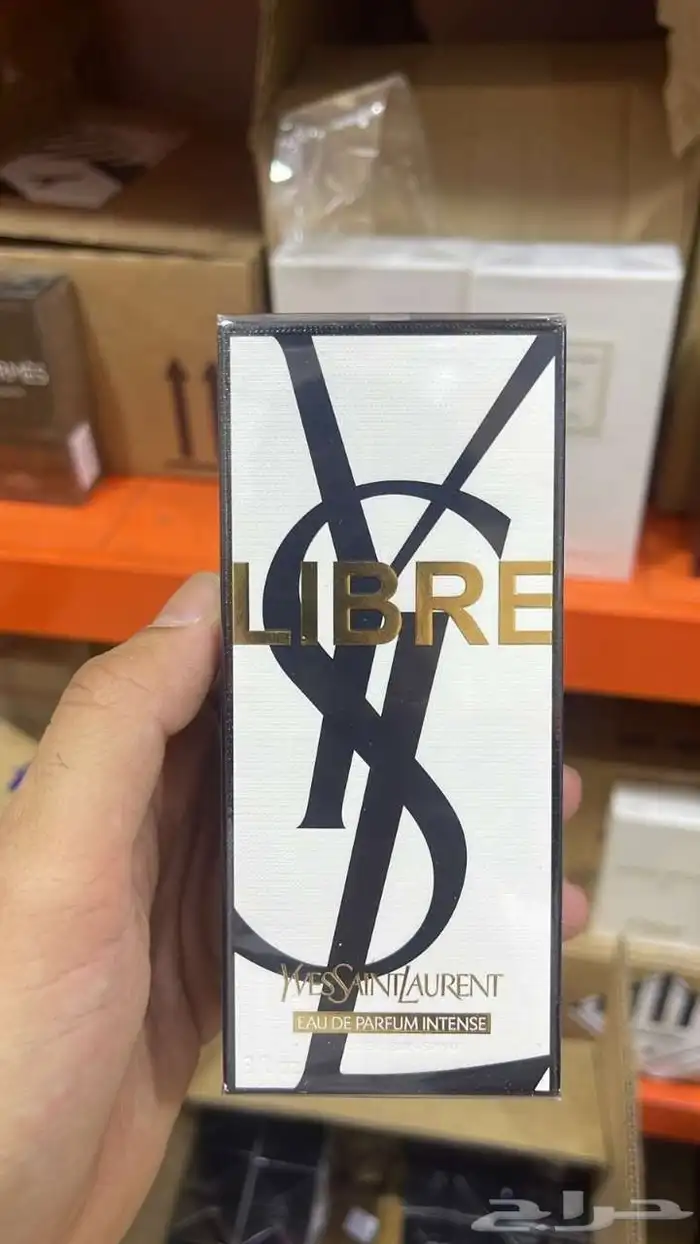 LIBRE
YVESSAINTLAURENT
EAU DE PARFUM INTENSE
حراج